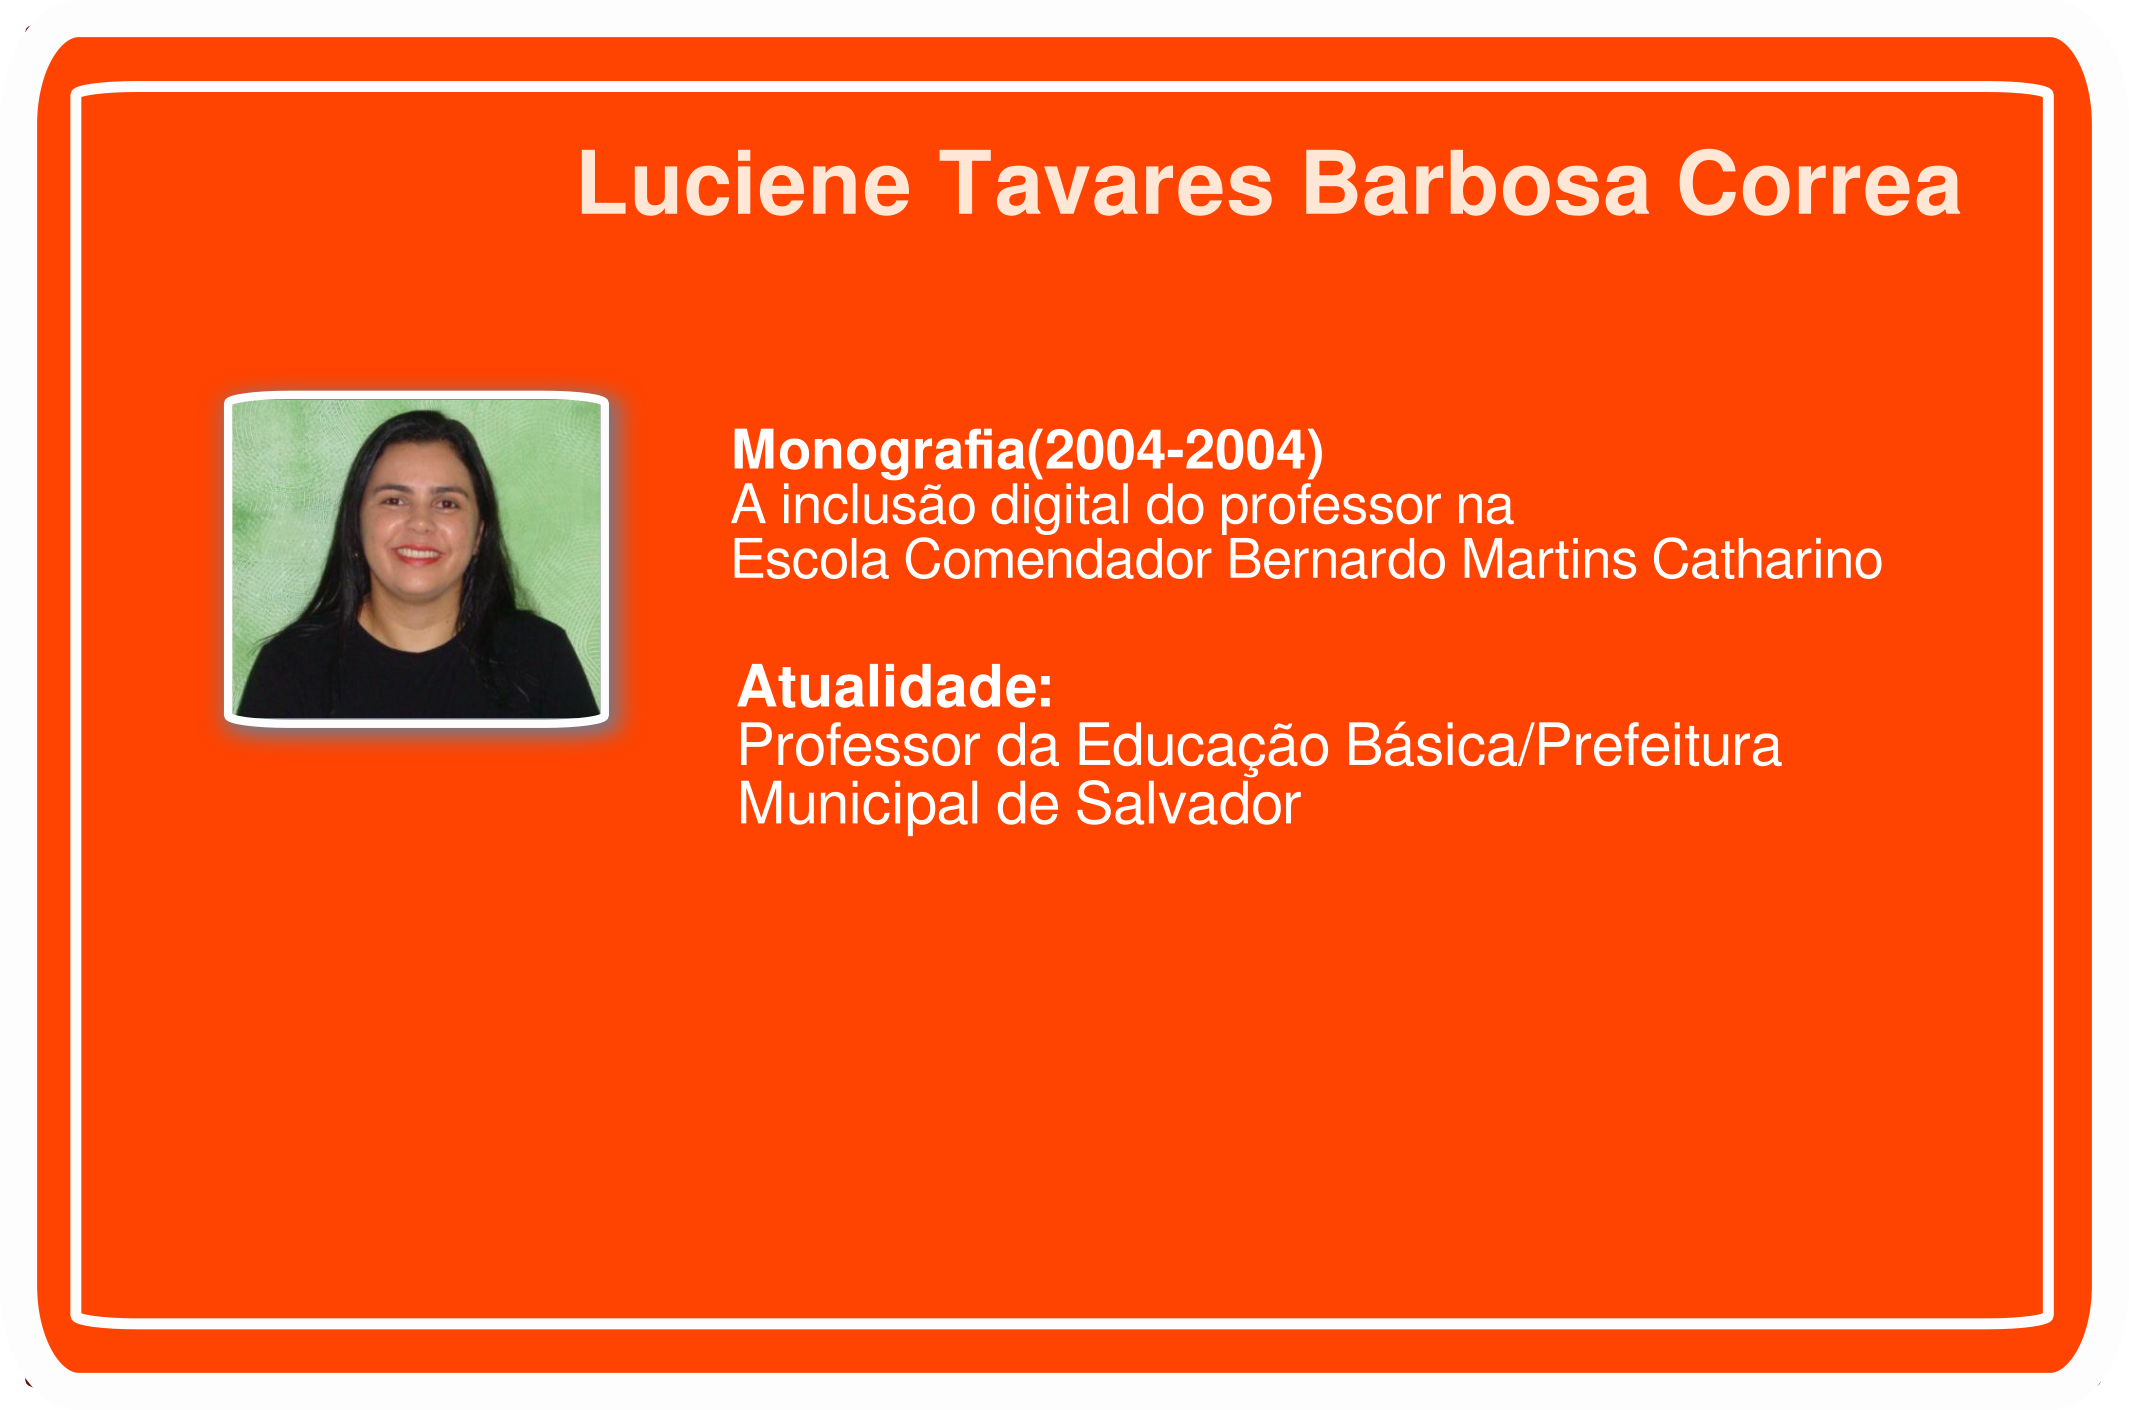 Luciene Tavares Barbosa Correa
Monografia(2004-2004)
A inclusão digital do professor na
Escola Comendador Bernardo Martins Catharino
Atualidade:
Professor da Educação Básica/Prefeitura
Municipal de Salvador